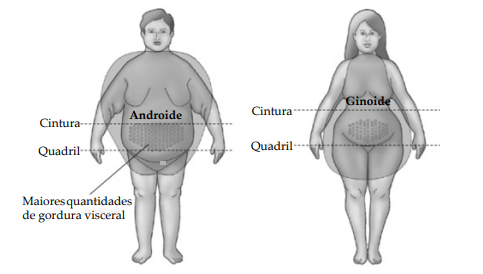 Androide
Cintura
Quadril
Maiores quantidades
de gordura visceral
Ginoide
Cintura
Quadril